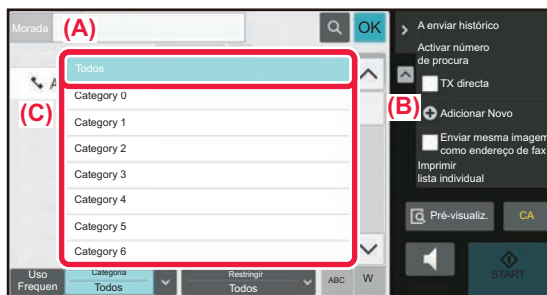 Morada
(A)
OK
A enviar histórico
Activar número
de procura
Todos
TX directa
(C)
Category 0
(B)
Adicionar Novo
Category 1
Category 2
Enviar mesma imagem
como endereço de fax
Category 3
Imprimir
lista individual
Category 4
Category 5
Pré-visualiz.
CA
Category 6
Uso
Frequen
Categoria
Todos
Restringir
Todos
ABC
W
START